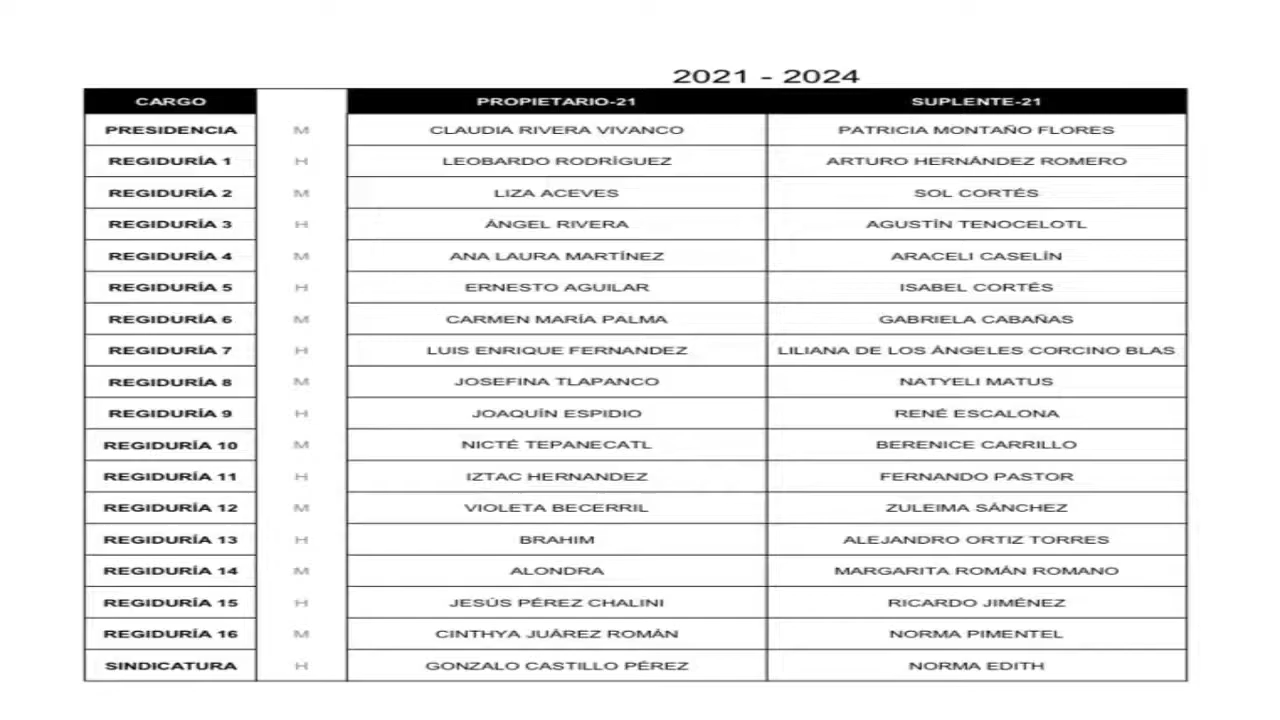 2021 - 2024
CARGO PROPIETARIO-21 SUPLENTE-21
PRESIDENCIA M CLAUDIA RIVERA VIVANCO PATRICIA MONTAÑO FLORES
REGIDURÍA 1 H LEOBARDO RODRÍGUEZ ARTURO HERNÁNDEZ ROMERO
REGIDURÍA 2 M LIZA ACEVES SOL CORTÉS
REGIDURÍA 3 H ÁNGEL RIVERA AGUSTÍN TENOCELOTL
REGIDURÍA 4 M ANA LAURA MARTÍNEZ ARACELI CASELÍN
REGIDURÍA 5 H ERNESTO AGUILAR ISABEL CORTÉS
REGIDURÍA 6 M CARMEN MARÍA PALMA GABRIELA CABAÑAS
REGIDURÍA 7 H LUIS ENRIQUE FERNANDEZ LILIANA DE LOS ÁNGELES CORCINO BLAS
REGIDURÍA 8 M JOSEFINA TLAPANCO NATYELI MATUS
REGIDURÍA 9 H JOAQUÍN ESPIDIO RENÉ ESCALONA
REGIDURÍA 10 M NICTÉ TEPANECATL BERENICE CARRILLO
REGIDURÍA 11 H IZTAC HERNANDEZ FERNANDO PASTOR
REGIDURÍA 12 M VIOLETA BECERRIL ZULEIMA SÁNCHEZ
REGIDURÍA 13 H BRAHIM ALEJANDRO ORTIZ TORRES
REGIDURÍA 14 M ALONDRA MARGARITA ROMÁN ROMANO
REGIDURÍA 15 H JESÚS PÉREZ CHALINI RICARDO JIMÉNEZ
REGIDURÍA 16 M CINTHYA JUÁREZ ROMÁN NORMA PIMENTEL
SINDICATURA H GONZALO CASTILLO PÉREZ NORMA EDITH